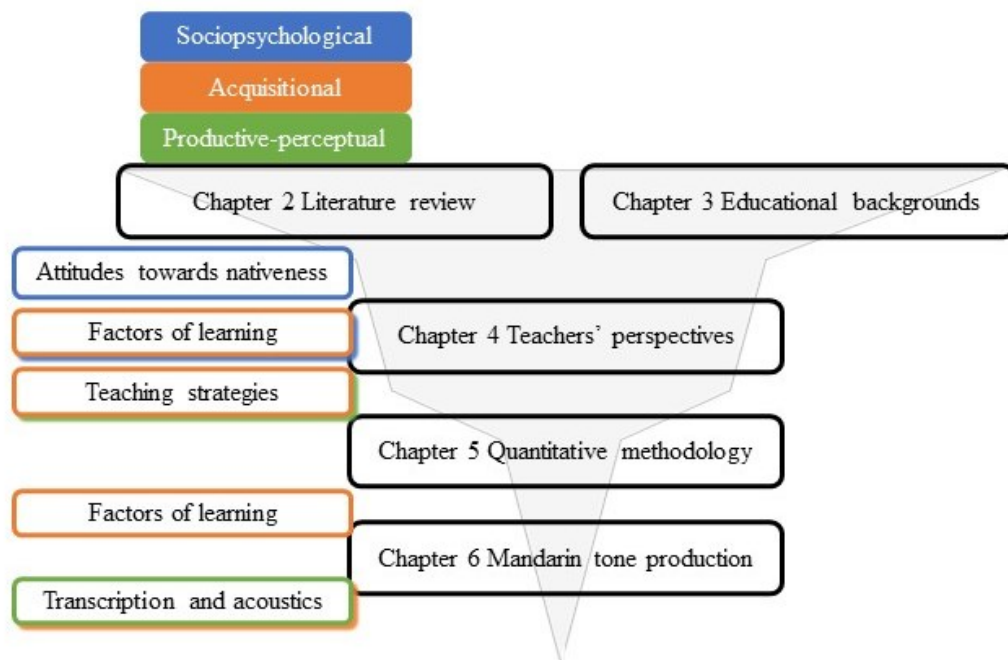 Sociopsychological
Acquisitional
Productive-perceptual
Chapter 2 Literature review
Chapter 3 Educational backgrounds
Attitudes towards nativeness
Factors of learning
Chapter 4 Teachers’ perspectives
Teaching strategies
Chapter 5 Quantitative methodology
Factors of learning
Chapter 6 Mandarin tone production
Transcription and acoustics